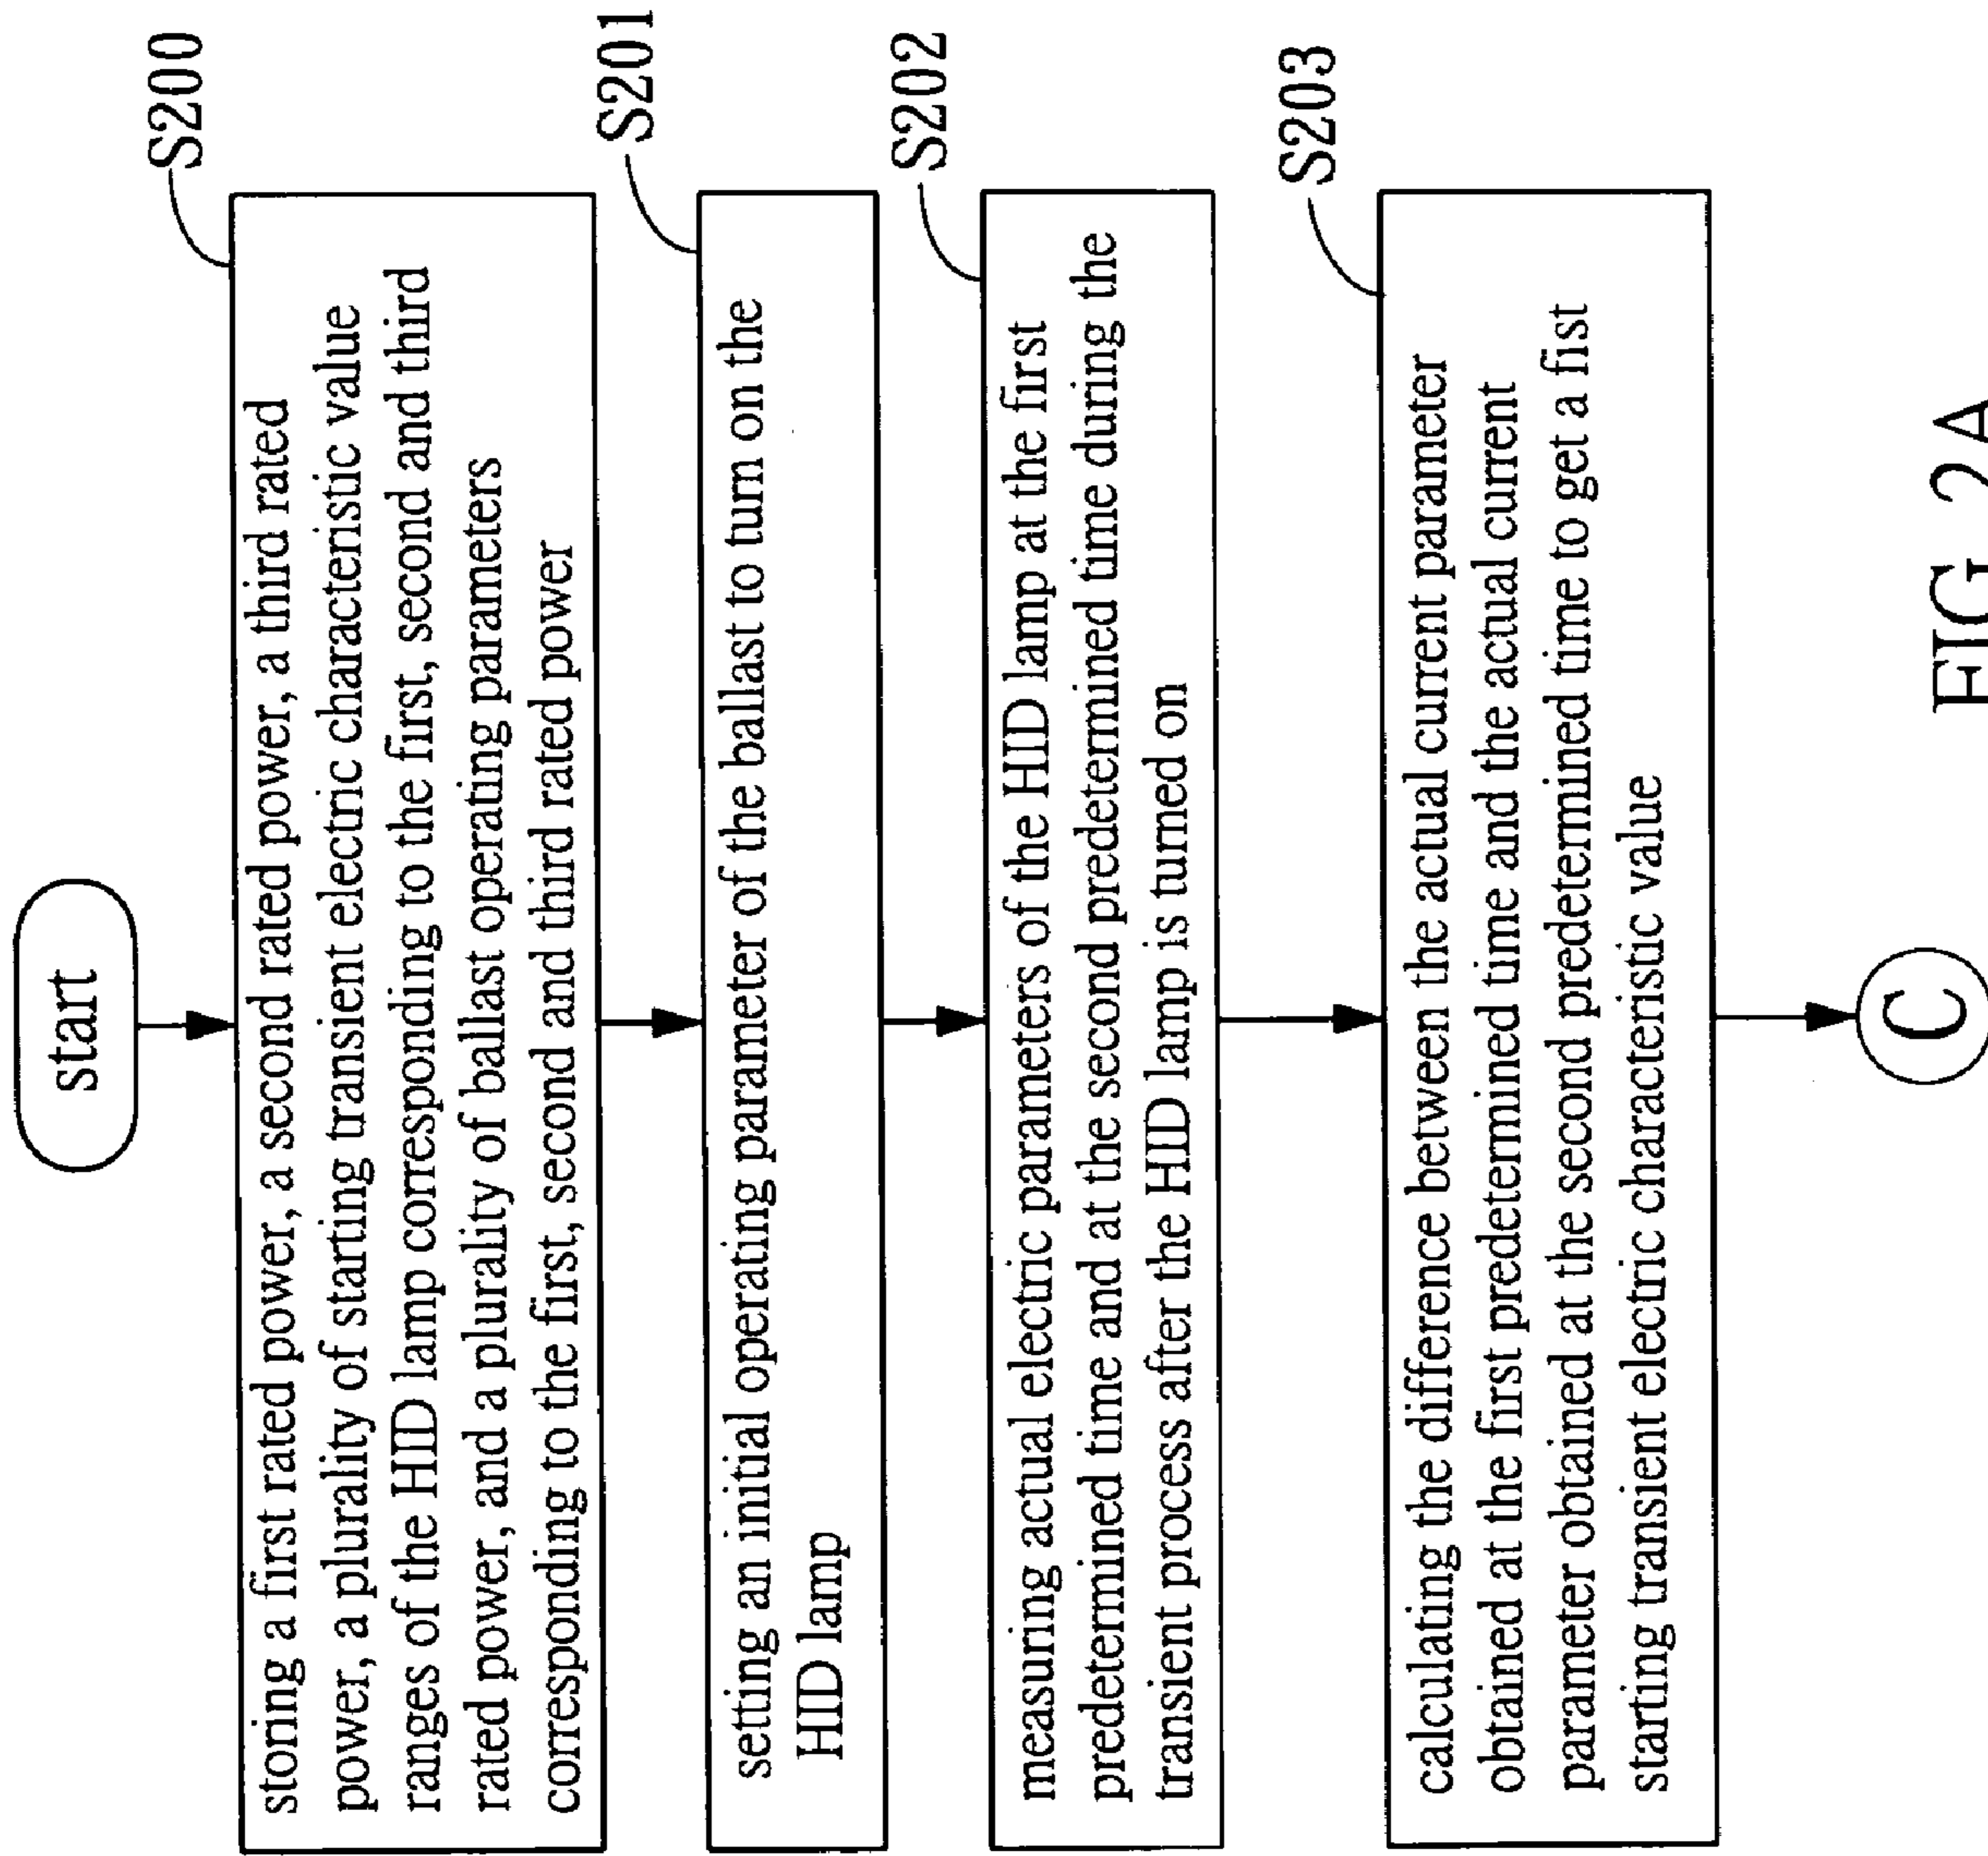 start
S200
storing a first rated power, a second rated power, a third rated
power, a plurality of starting transient electric characteristic value
ranges of the HID lamp corresponding to the first, second and third
rated power, and a plurality of ballast operating parameters
corresponding to the first, second and third rated power
S201
setting an initial operating parameter of the ballast to turn on the
HID lamp
S202
measuring actual electric parameters of the HID lamp at the first
predetermined time and at the second predetermined time during the
transient process after the HID lamp is turned on
S203
calculating the difference between the actual current parameter
obtained at the first predetermined time and the actual current
parameter obtained at the second predetermined time to get a fist
starting transient electric characteristic value
C
FIG. 2A